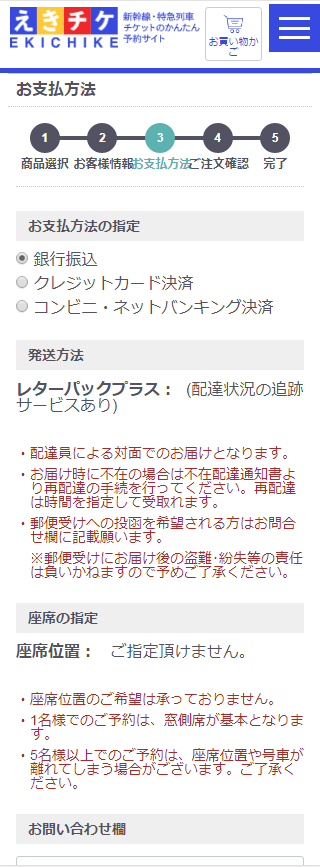 えきチケ
EKICHIKE
新幹線・特急列車
チケットのかんたん
予約サイト
お買い物か
ご
お支払方法
1 2 3 4 5
商品選択 お客様情報 お支払方法 ご注文確認 完了
お支払方法の指定
銀行振込
クレジットカード決済
コンビニ・ネットバンキング決済
発送方法
レターパックプラス： (配達状況の追跡
サービスあり)
・配達員による対面でのお届けとなります。
・お届け時に不在の場合は不在配達通知書よ
り再配達の手続を行ってください。再配達
は時間を指定して受取れます。
・郵便受けへの投函を希望される方はお問合
せ欄に記載願います。
※郵便受けにお届け後の盗難･紛失等の責任
は負いかねますので予めご了承ください。
座席の指定
座席位置： ご指定頂けません。
・座席位置のご希望は承っておりません。
・1名様でのご予約は、窓側席が基本となりま
す。
・5名様以上でのご予約は、座席位置や号車が
離れてしまう場合がございます。ご了承く
ださい。
お問い合わせ欄